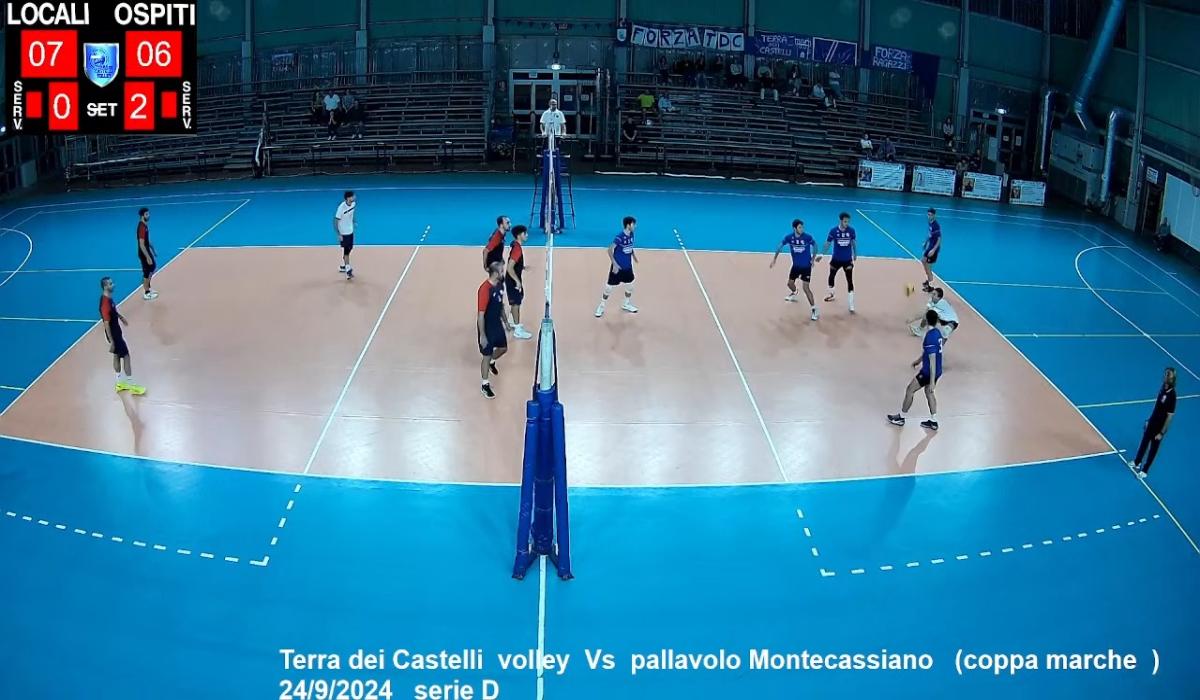 LOCALI OSPITI
07 06
SERV. 0 SET 2 SERV.
FORZA TDC
TERRA
CASTELLI
FORZA
RAGAZZI
Terra dei Castelli volley Vs pallavolo Montecassiano (coppa marche )
24/9/2024 serie D